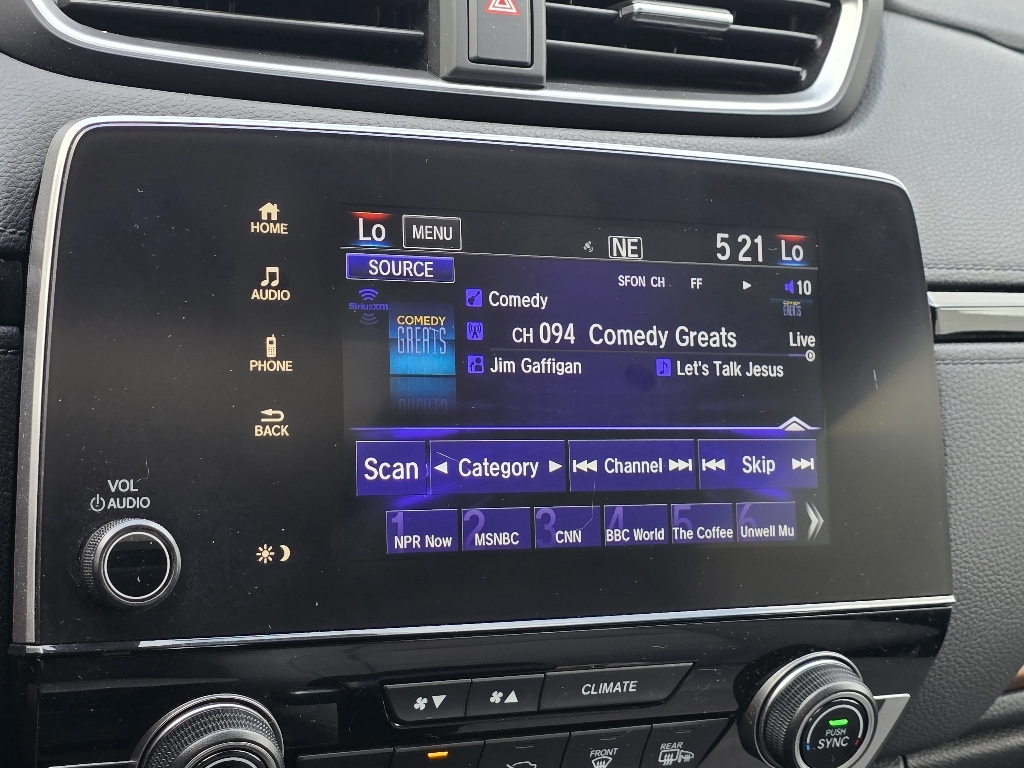 HOME
AUDIO
PHONE
BACK
VOL
AUDIO
Lo MENU NE 5 21 Lo
SOURCE SFON CH FF 10
SiriusXM
Comedy
COMEDY GREATS
CH 094 Comedy Greats Live
Jim Gaffigan Let's Talk Jesus
Scan Category Channel Skip
1 NPR Now
2 MSNBC
3 CNN
4 BBC World
5 The Coffee
6 Unwell Mu
CLIMATE
FRONT
REAR
PUSH
SYNC